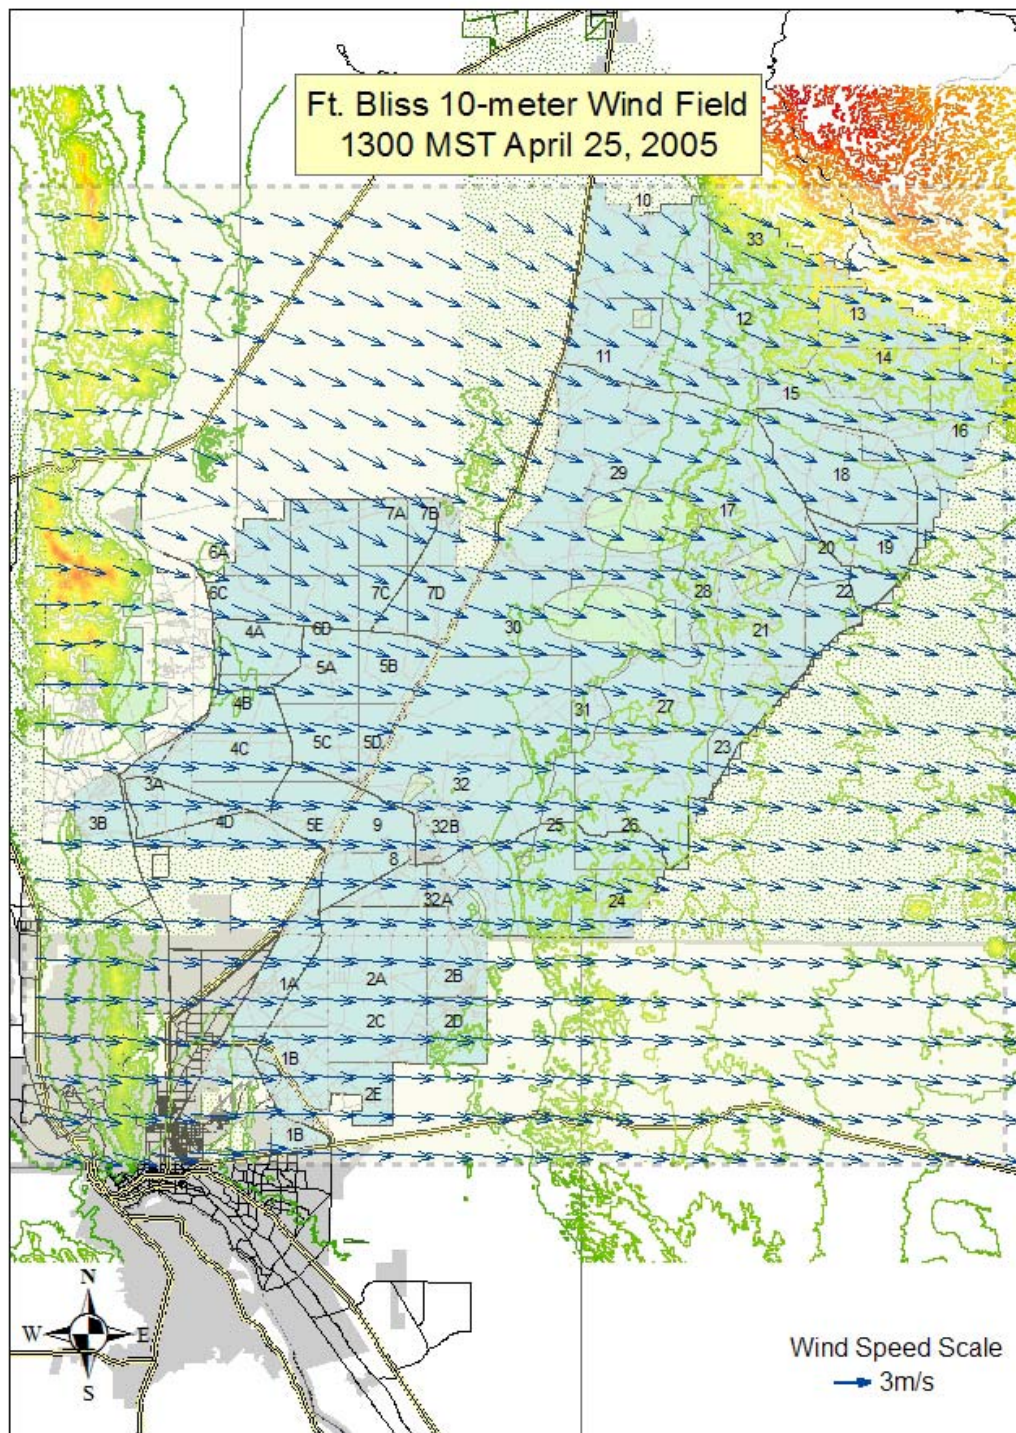 Ft. Bliss 10-meter Wind Field
1300 MST April 25, 2005
10
33
12
13
11
14
15
16
29
18
7A
7B
17
6A
20
19
6C
7C
7D
28
22
4A
6D
30
21
5A
5B
4B
31
27
4C
5C
5D
23
3A
32
3B
4D
5E
9
32B
25
26
8
32A
24
1A
2A
2B
2C
2D
1B
2E
1B
N
W
E
S
Wind Speed Scale
3m/s